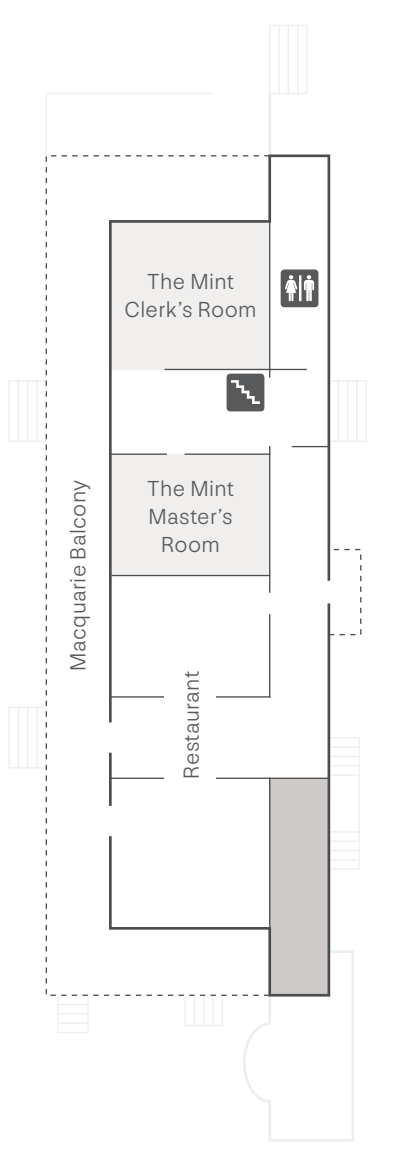 The Mint
Clerk’s Room
The Mint
Master’s
Room
Macquarie Balcony
Restaurant